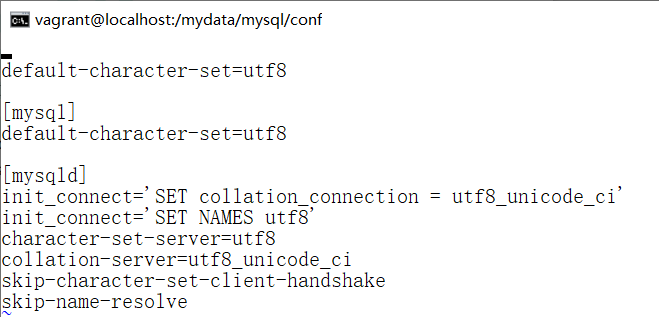 vagrant@localhost:/mydata/mysql/conf
default-character-set=utf8
[mysql]
default-character-set=utf8
[mysqld]
init_connect='SET collation_connection = utf8_unicode_ci'
init_connect='SET NAMES utf8'
character-set-server=utf8
collation-server=utf8_unicode_ci
skip-character-set-client-handshake
skip-name-resolve
~